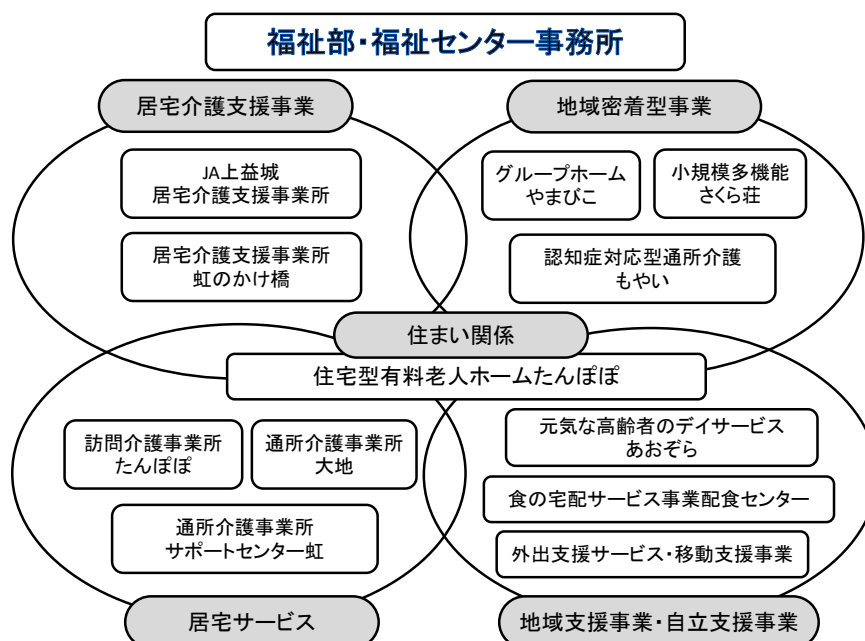 福祉部・福祉センター事務所
居宅介護支援事業
地域密着型事業
JA上益城
居宅介護支援事業所
グループホーム
やまびこ
小規模多機能
さくら荘
居宅介護支援事業所
虹のかけ橋
認知症対応型通所介護
もやい
住まい関係
住宅型有料老人ホームたんぽぽ
訪問介護事業所
たんぽぽ
通所介護事業所
大地
元気な高齢者のデイサービス
あおぞら
食の宅配サービス事業配食センター
通所介護事業所
サポートセンター虹
外出支援サービス・移動支援事業
居宅サービス
地域支援事業・自立支援事業